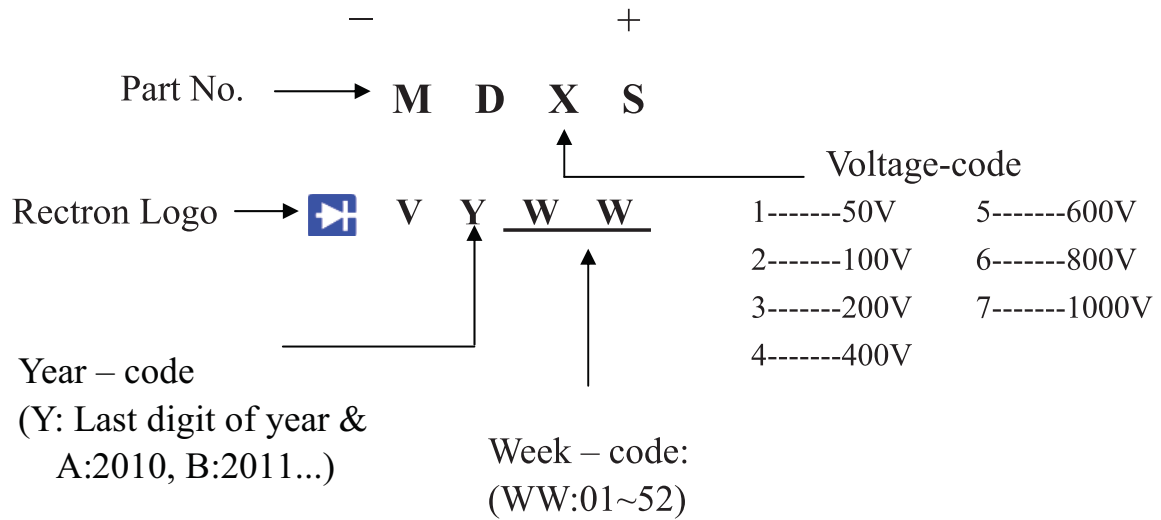 – +
Part No. M D X S
Voltage-code
Rectron Logo V Y W W
1-------50V 5-------600V
2-------100V 6-------800V
3-------200V 7-------1000V
4-------400V
Year – code
(Y: Last digit of year &
A:2010, B:2011...)
Week – code:
(WW:01~52)